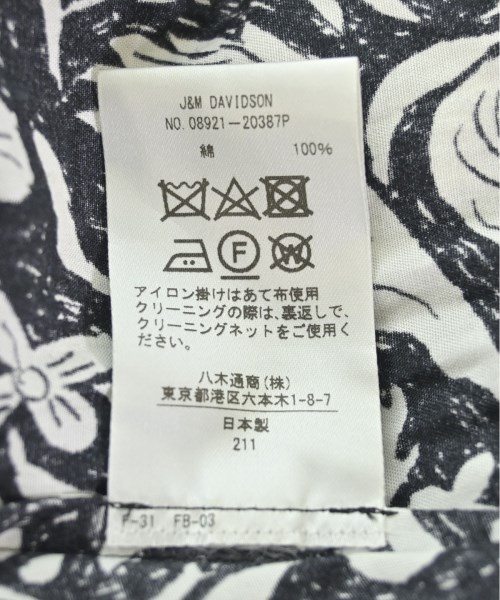 J&M DAVIDSON
NO.08921-20387P
綿 100%
F W
アイロン掛けはあて布使用
クリーニングの際は、裏返しで、
クリーニングネットをご使用く
ださい。
八木通商(株)
東京都港区六本木1-8-7
日本製
211
F-31 FB-03